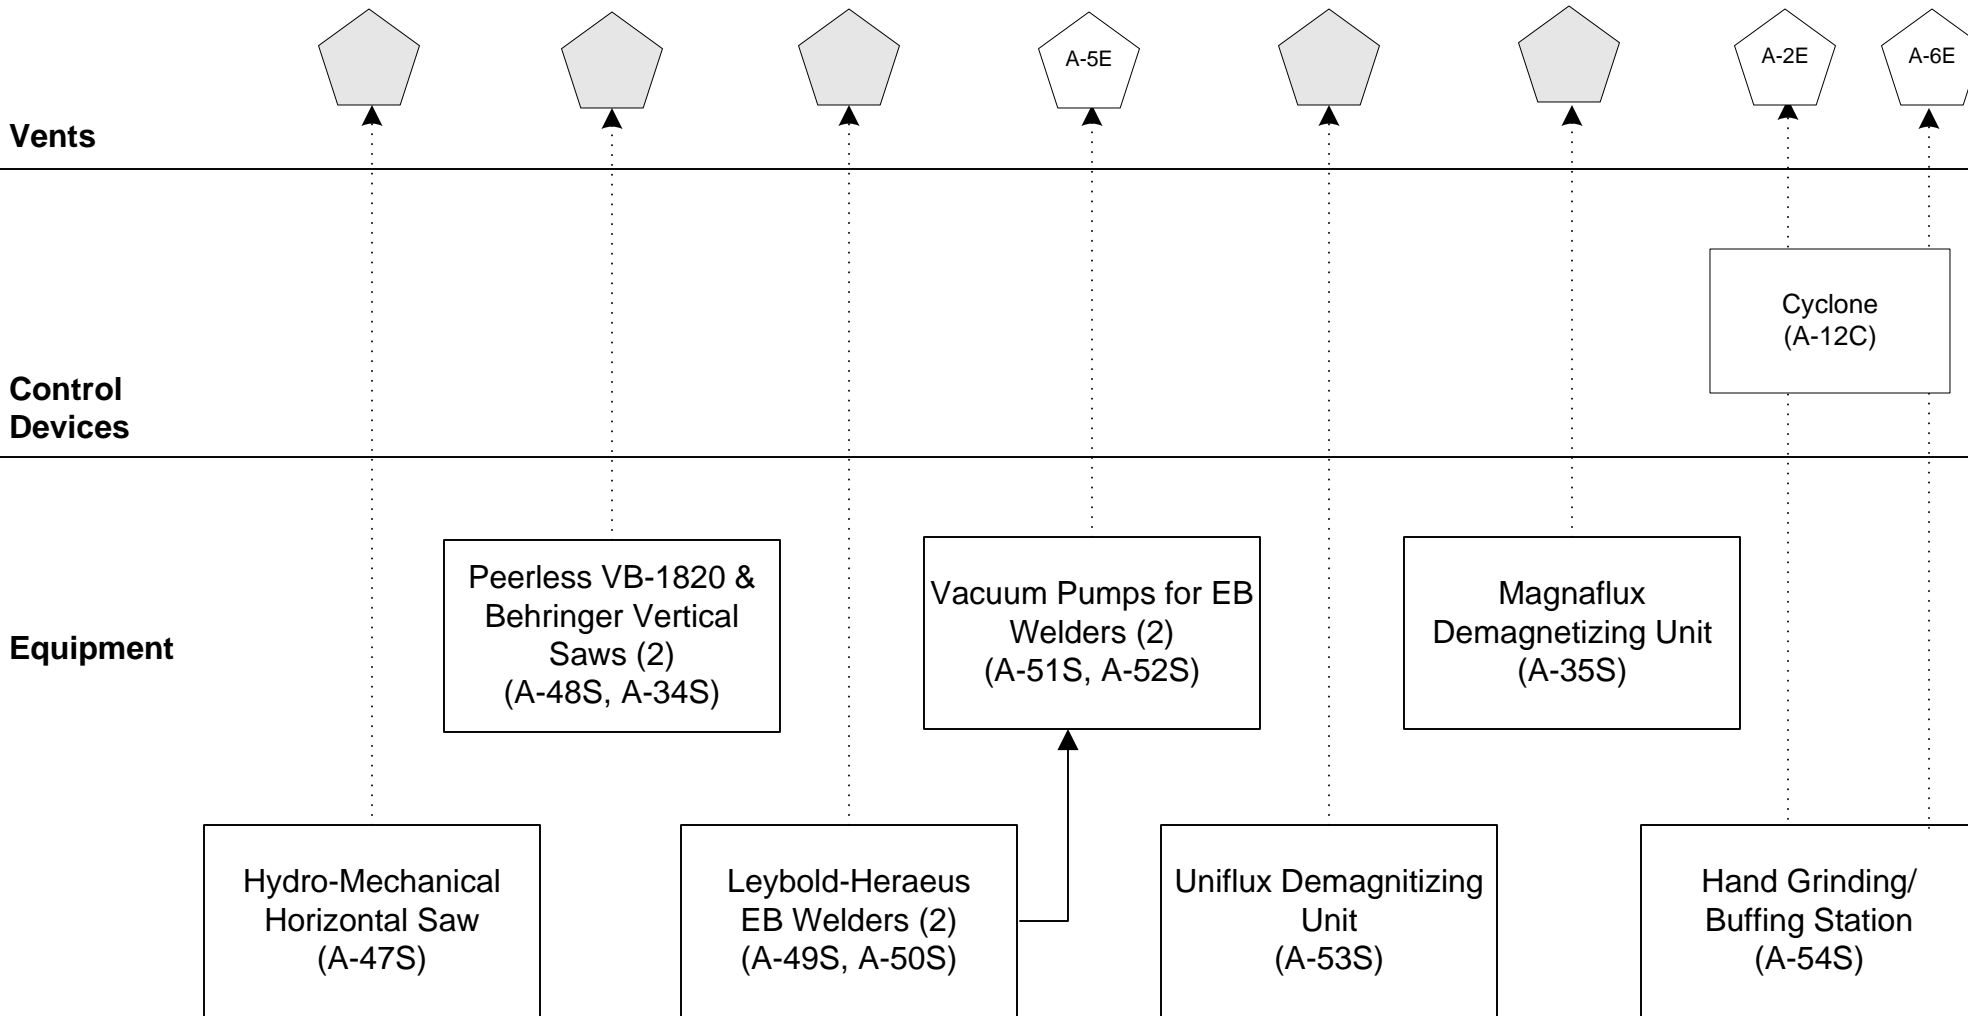 A-5E
A-2E
A-6E
Vents
Cyclone
(A-12C)
Control
Devices
Peerless VB-1820 &
Behringer Vertical
Saws (2)
(A-48S, A-34S)
Vacuum Pumps for EB
Welders (2)
(A-51S, A-52S)
Magnaflux
Demagnetizing Unit
(A-35S)
Equipment
Hydro-Mechanical
Horizontal Saw
(A-47S)
Leybold-Heraeus
EB Welders (2)
(A-49S, A-50S)
Uniflux Demagnitizing
Unit
(A-53S)
Hand Grinding/
Buffing Station
(A-54S)